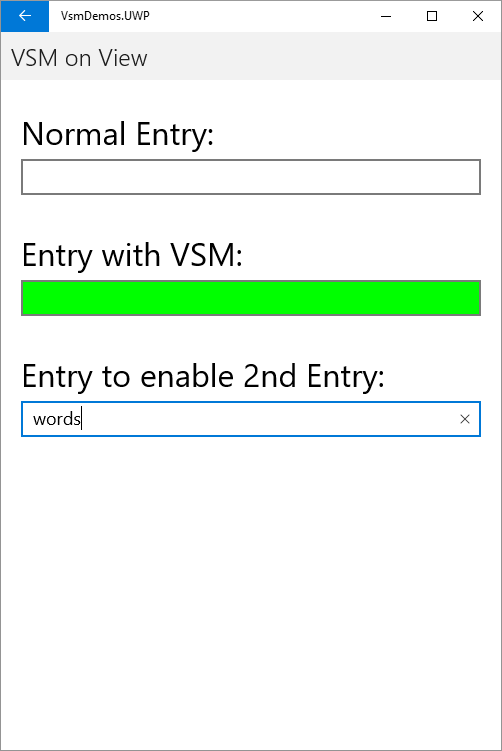 VsmDemos.UWP
VSM on View
Normal Entry:
Entry with VSM:
Entry to enable 2nd Entry:
words